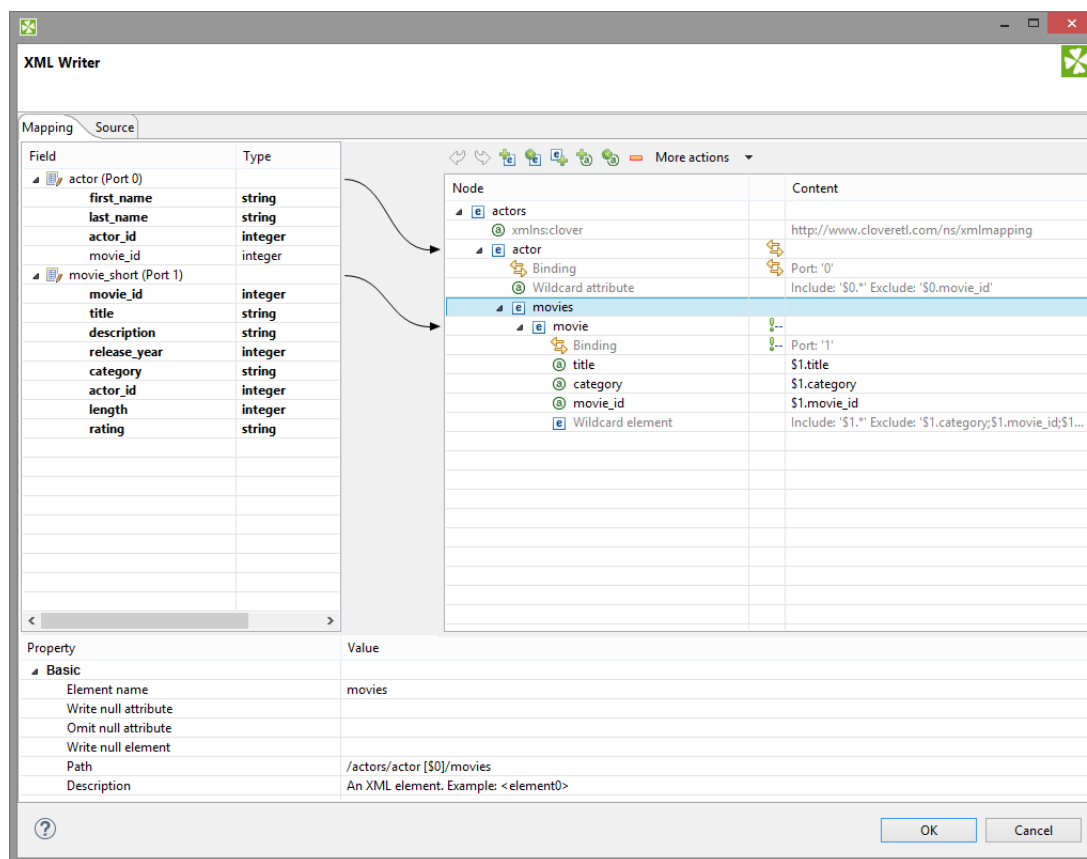 XML Writer
Mapping Source
Field Type
actor (Port 0)
first_name string
last_name string
actor_id integer
movie_id integer
movie_short (Port 1)
movie_id integer
title string
description string
release_year integer
category string
actor_id integer
length integer
rating string
More actions
Node Content
actors
xmlns:clover http://www.cloveretl.com/ns/xmlmapping
actor
Binding Port: '0'
Wildcard attribute Include: '$0.*' Exclude: '$0.movie_id'
movies
movie
Binding Port: '1'
title $1.title
category $1.category
movie_id $1.movie_id
Wildcard element Include: '$1.*' Exclude: '$1.category;$1.movie_id;$1...
Property Value
Basic
Element name movies
Write null attribute
Omit null attribute
Write null element
Path /actors/actor [$0]/movies
Description An XML element. Example: <element0>
OK Cancel